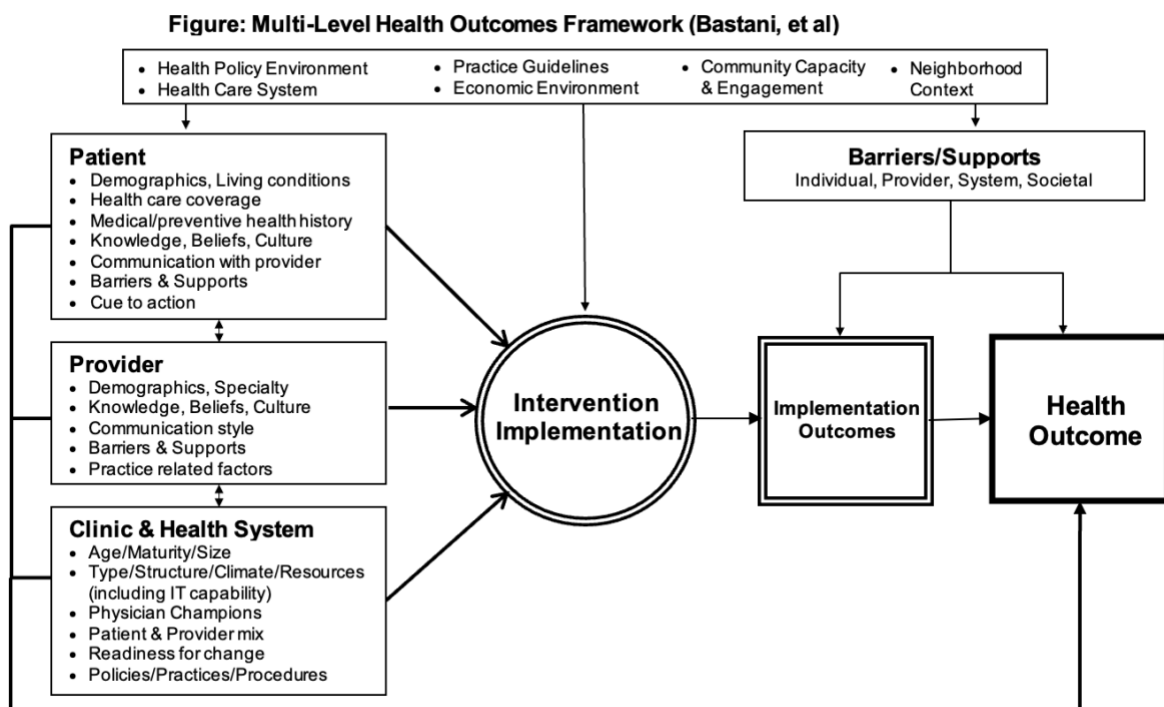 Figure: Multi-Level Health Outcomes Framework (Bastani, et al)
• Health Policy Environment
• Health Care System
• Practice Guidelines
• Economic Environment
• Community Capacity
& Engagement
• Neighborhood
Context
Patient
• Demographics, Living conditions
• Health care coverage
• Medical/preventive health history
• Knowledge, Beliefs, Culture
• Communication with provider
• Barriers & Supports
• Cue to action
Barriers/Supports
Individual, Provider, System, Societal
Provider
• Demographics, Specialty
• Knowledge, Beliefs, Culture
• Communication style
• Barriers & Supports
• Practice related factors
Intervention
Implementation
Implementation
Outcomes
Health
Outcome
Clinic & Health System
• Age/Maturity/Size
• Type/Structure/Climate/Resources
(including IT capability)
• Physician Champions
• Patient & Provider mix
• Readiness for change
• Policies/Practices/Procedures